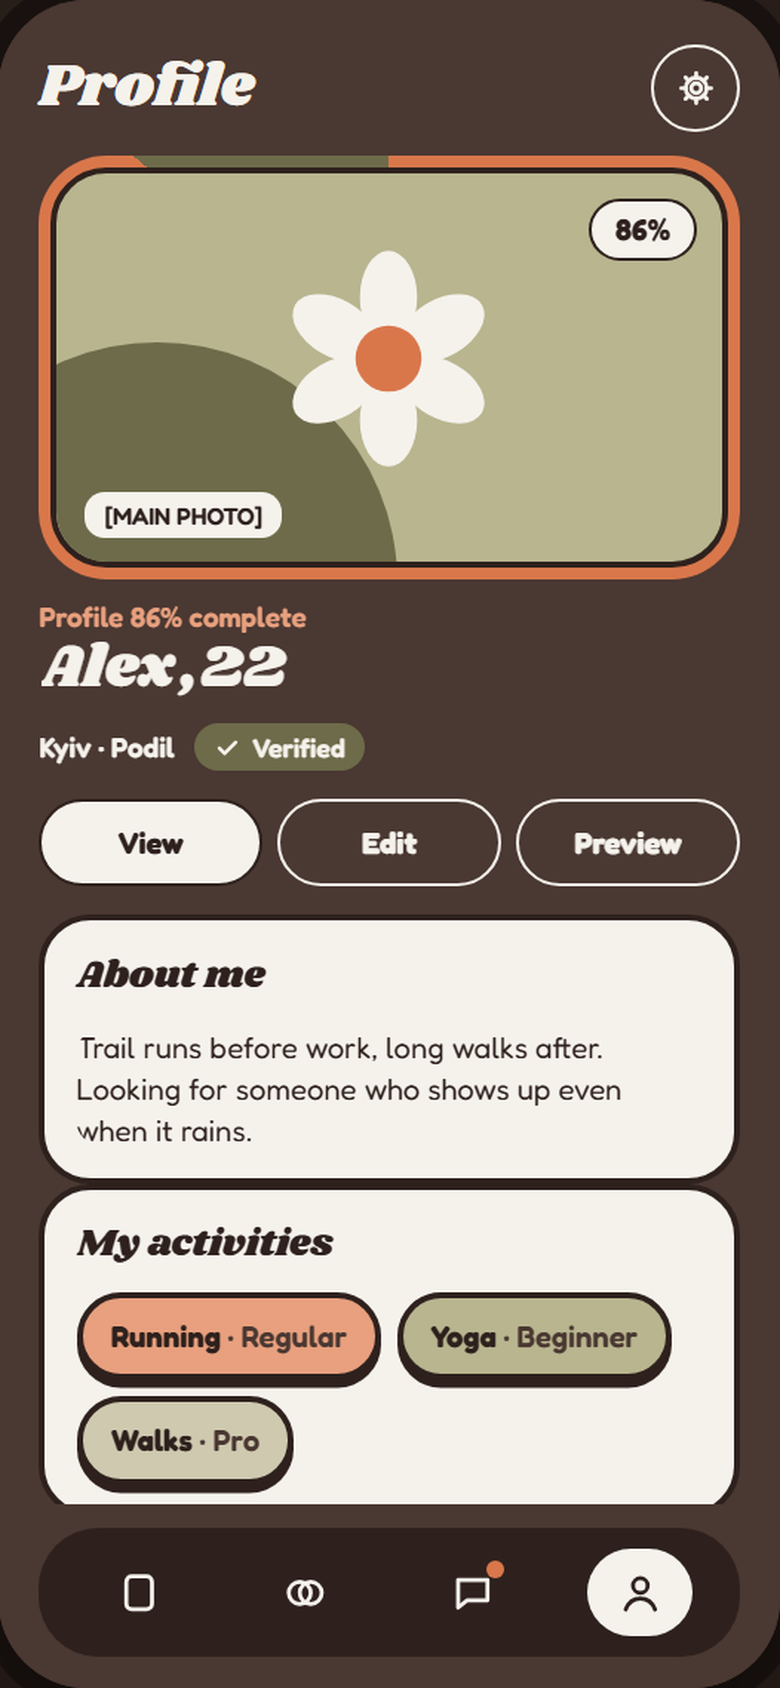 Profile
86%
[MAIN PHOTO]
Profile 86% complete
Alex, 22
Kyiv · Podil
Verified
View
Edit
Preview
About me
Trail runs before work, long walks after.
Looking for someone who shows up even
when it rains.
My activities
Running · Regular
Yoga · Beginner
Walks · Pro